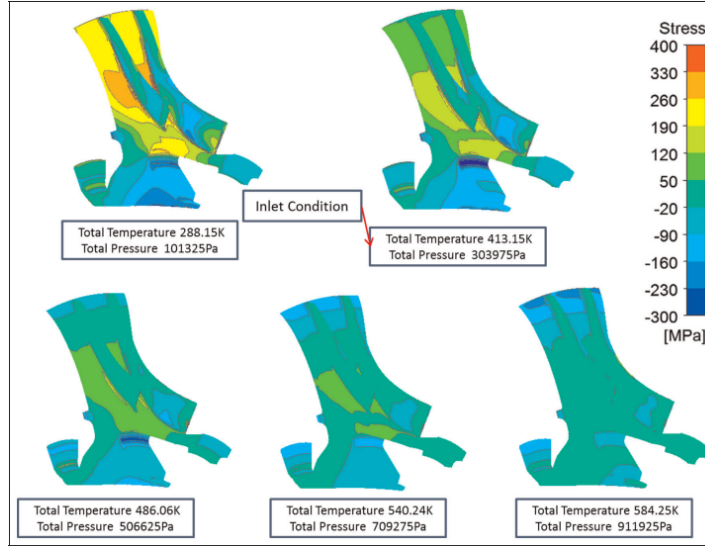 Stress
400
330
260
190
120
50
-20
-90
-160
-230
-300
[MPa]
Inlet Condition
Total Temperature 288.15K
Total Pressure 101325Pa
Total Temperature 413.15K
Total Pressure 303975Pa
Total Temperature 486.06K
Total Pressure 506625Pa
Total Temperature 540.24K
Total Pressure 709275Pa
Total Temperature 584.25K
Total Pressure 911925Pa